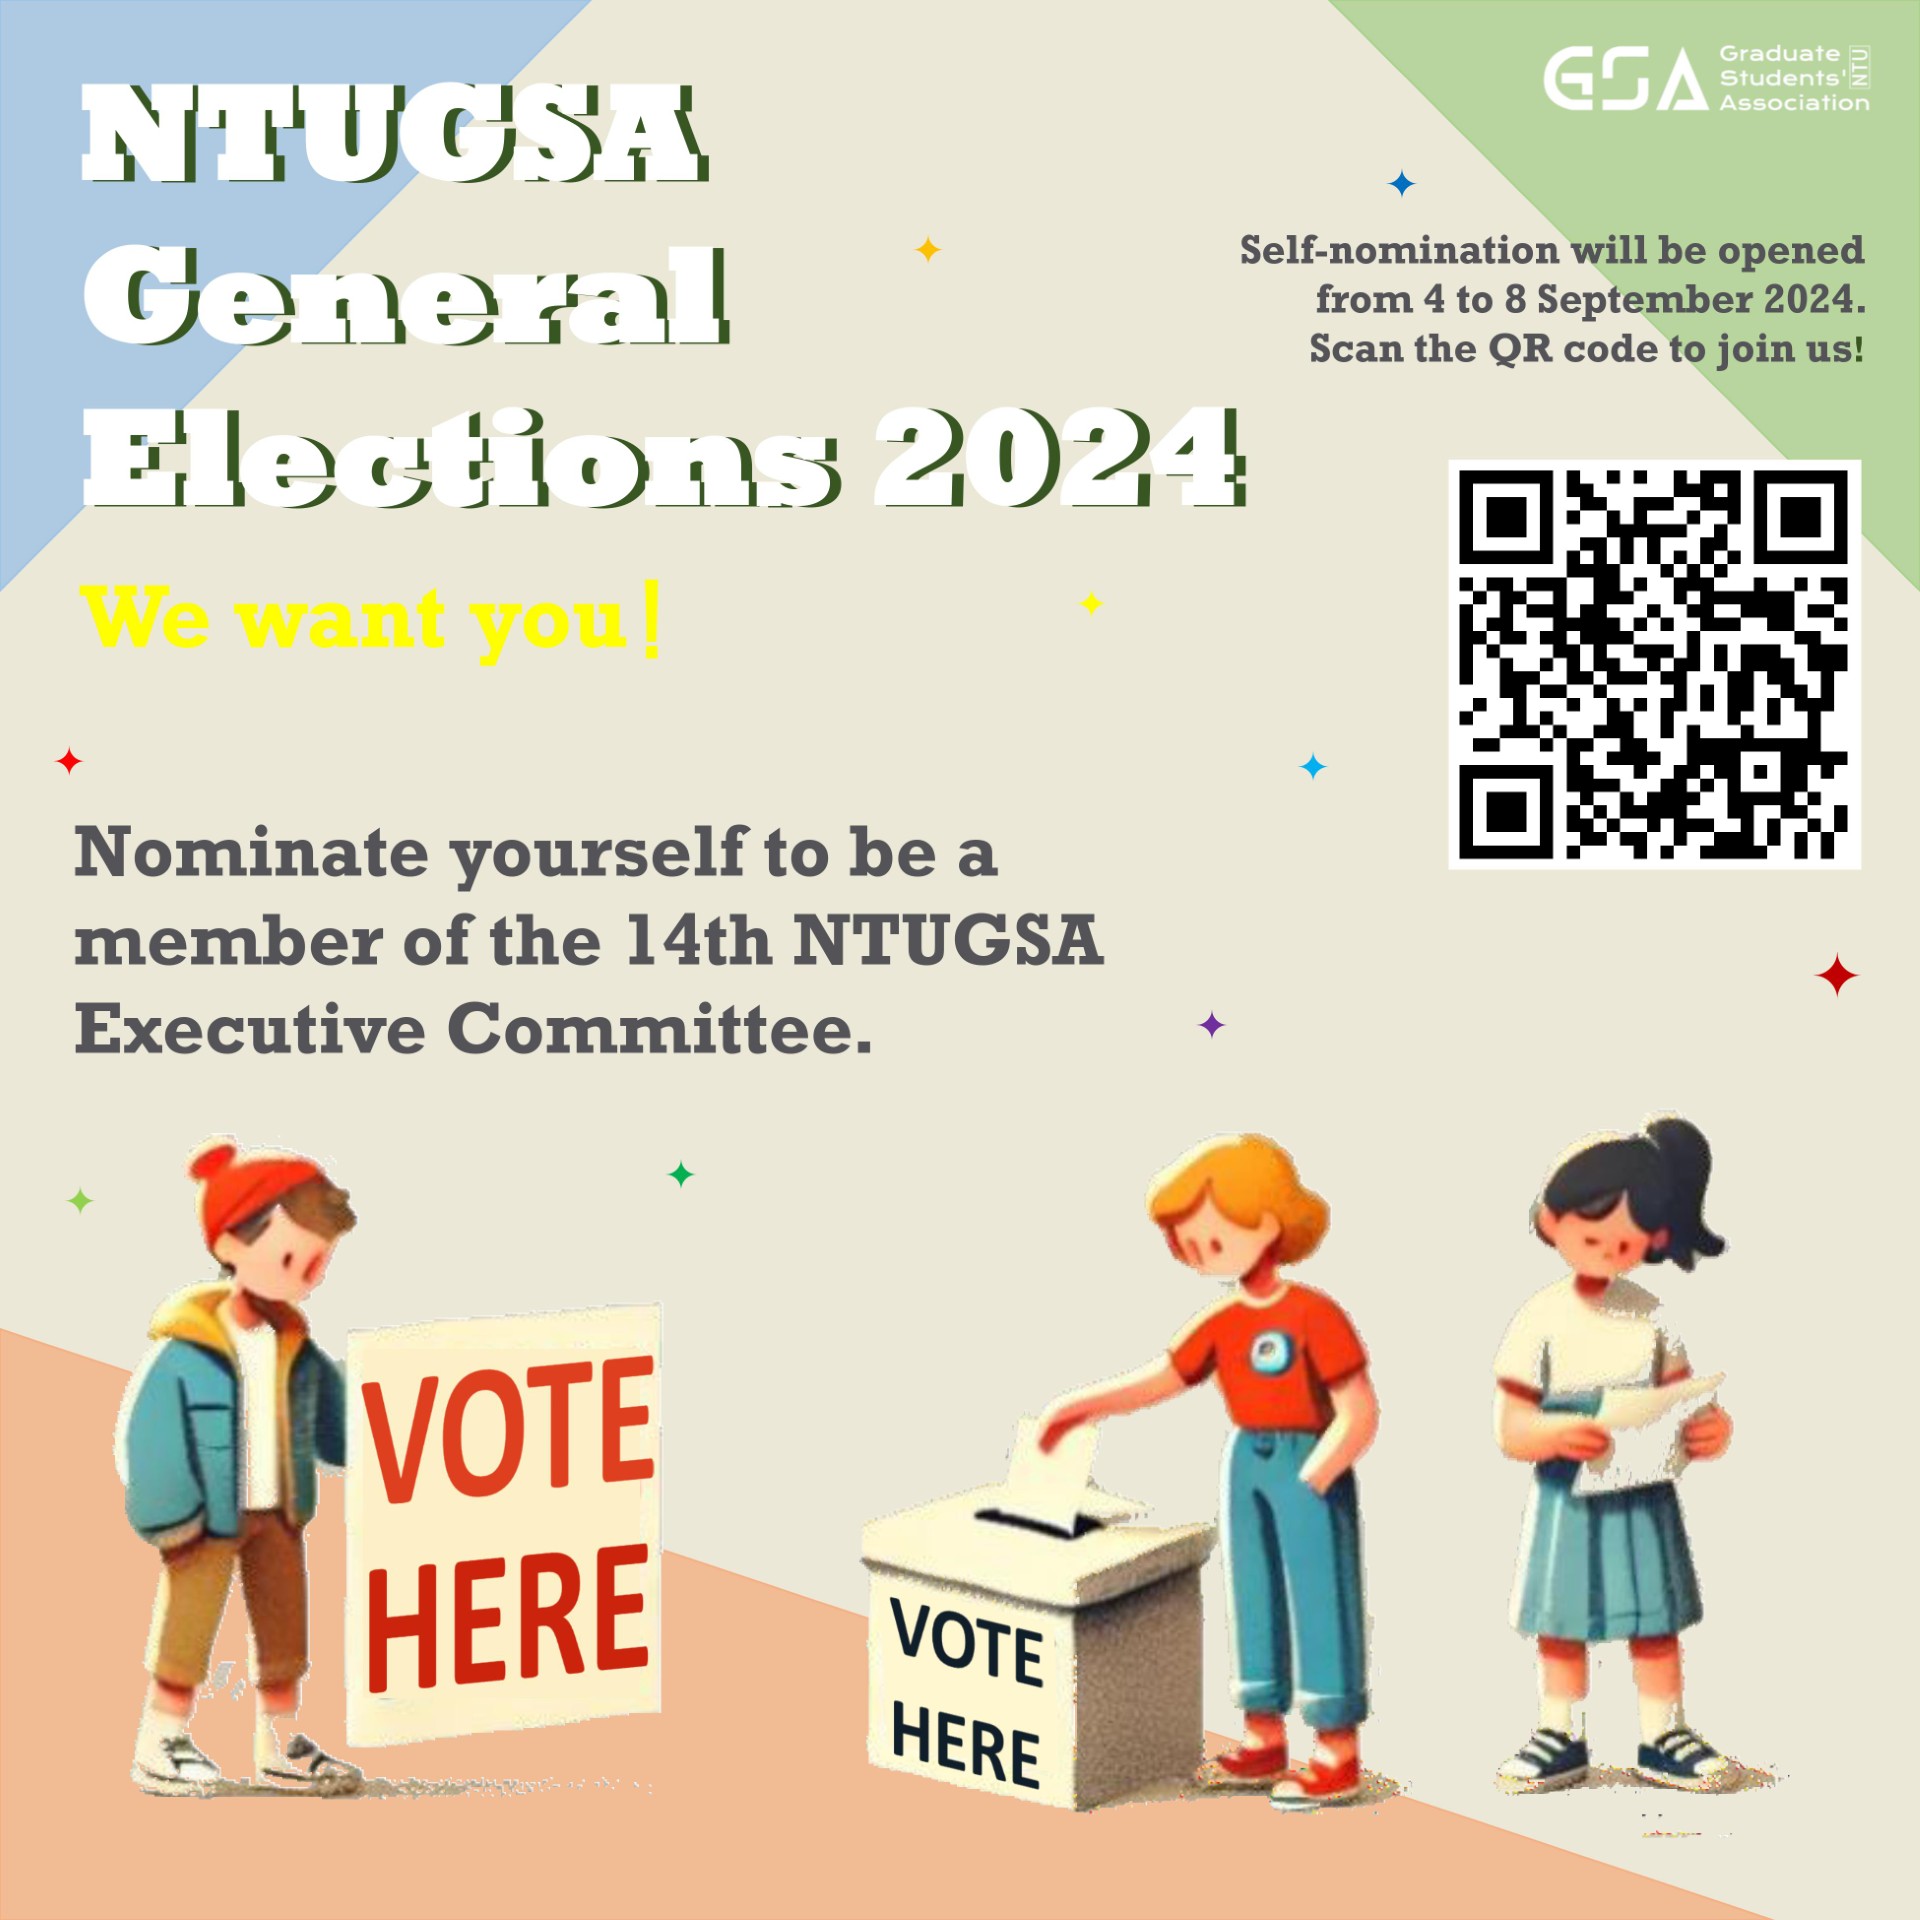 NTUGSA
General
Elections 2024
We want you!
GSA
Graduate
Students'
Association
NTU
Self-nomination will be opened
from 4 to 8 September 2024.
Scan the QR code to join us!
Nominate yourself to be a
member of the 14th NTUGSA
Executive Committee.
VOTE
HERE
VOTE
HERE